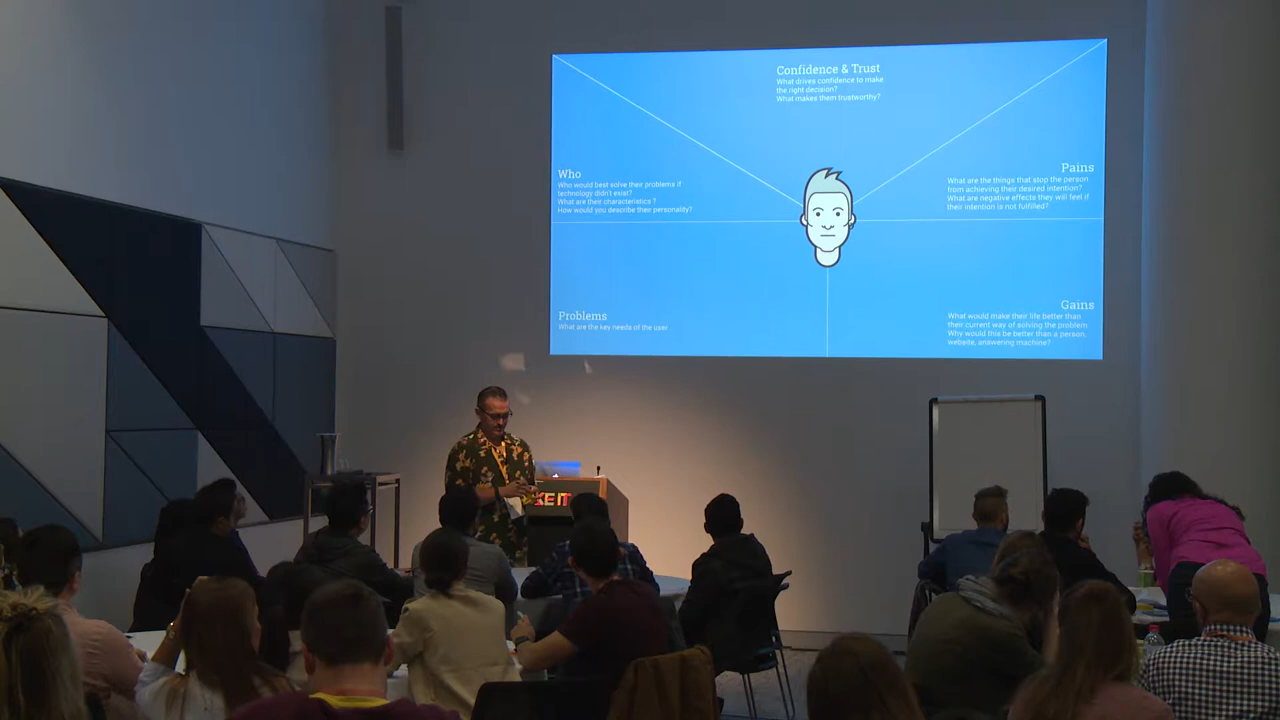 Confidence & Trust
What drives confidence to make
the right decision?
What makes them trustworthy?
Who
Who would best solve their problems if
technology didn't exist?
What are their characteristics ?
How would you describe their personality?
Pains
What are the things that stop the person
from achieving their desired intention?
What are negative effects they will feel if
their intention is not fulfilled?
Problems
What are the key needs of the user
Gains
What would make their life better than
their current way of solving the problem
Why would this be better than a person,
website, answering machine?
KE IT